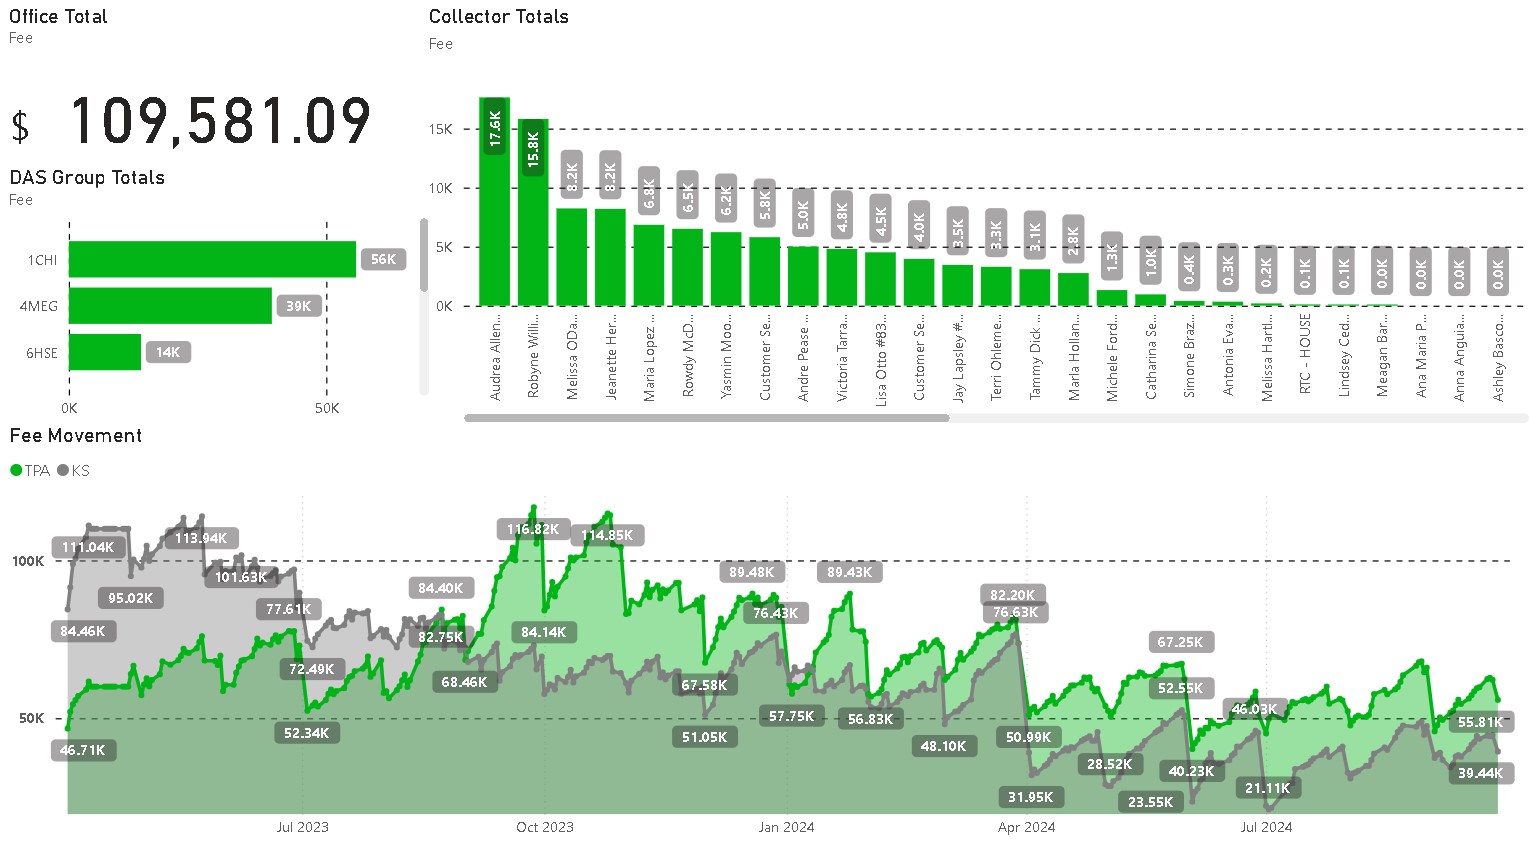 Office Total
Fee
$ 109,581.09
DAS Group Totals
Fee
1CHI 56K
4MEG 39K
6HSE 14K
0K 50K
Collector Totals
Fee
15K
10K
5K
0K
17.6K 15.8K 8.2K 8.2K 6.8K 6.5K 6.2K 5.8K 5.0K 4.8K 4.5K 4.0K 3.5K 3.3K 3.1K 2.8K 1.3K 1.0K 0.4K 0.3K 0.2K 0.1K 0.1K 0.0K 0.0K 0.0K 0.0K
Audrea Allen...
Robyne Willi...
Melissa ODa...
Jeanette Her...
Maria Lopez ...
Rowdy McD...
Yasmin Moo...
Customer Se...
Andre Pease ...
Victoria Tarra...
Lisa Otto #83...
Customer Se...
Jay Lapsley #...
Terri Ohleme...
Tammy Dick ...
Marla Hollan...
Michele Ford...
Catharina Se...
Simone Braz...
Antonia Eva...
Melissa Hartl...
RTC - HOUSE
Lindsey Ced...
Meagan Bar...
Ana Maria P...
Anna Anguia...
Ashley Basco...
Fee Movement
TPA KS
100K
50K
111.04K
95.02K
84.46K
46.71K
113.94K
101.63K
77.61K
72.49K
52.34K
84.40K
82.75K
68.46K
116.82K
84.14K
114.85K
67.58K
51.05K
89.48K
76.43K
57.75K
89.43K
56.83K
48.10K
82.20K
76.63K
50.99K
31.95K
28.52K
67.25K
52.55K
23.55K
40.23K
46.03K
21.11K
55.81K
39.44K
Jul 2023 Oct 2023 Jan 2024 Apr 2024 Jul 2024